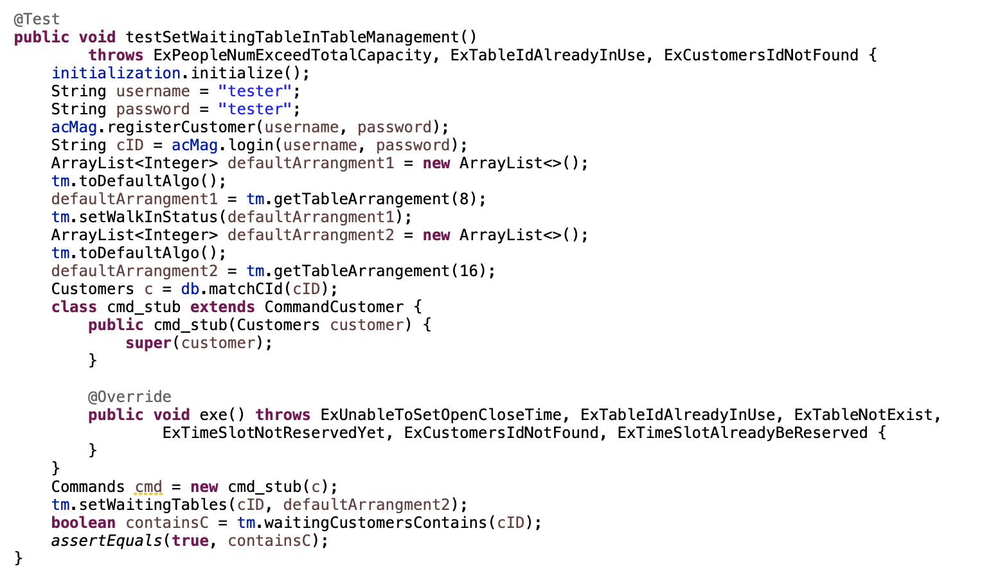 @Test
public void testSetWaitingTableInTableManagement()
        throws ExPeopleNumExceedTotalCapacity, ExTableIdAlreadyInUse, ExCustomersIdNotFound {
    initialization.initialize();
    String username = "tester";
    String password = "tester";
    acMag.registerCustomer(username, password);
    String cID = acMag.login(username, password);
    ArrayList<Integer> defaultArrangment1 = new ArrayList<>();
    tm.toDefaultAlgo();
    defaultArrangment1 = tm.getTableArrangement(8);
    tm.setWalkInStatus(defaultArrangment1);
    ArrayList<Integer> defaultArrangment2 = new ArrayList<>();
    tm.toDefaultAlgo();
    defaultArrangment2 = tm.getTableArrangement(16);
    Customers c = db.matchCId(cID);
    class cmd_stub extends CommandCustomer {
        public cmd_stub(Customers customer) {
            super(customer);
        }

        @Override
        public void exe() throws ExUnableToSetOpenCloseTime, ExTableIdAlreadyInUse, ExTableNotExist,
                ExTimeSlotNotReservedYet, ExCustomersIdNotFound, ExTimeSlotAlreadyBeReserved {
        }
    }
    Commands cmd = new cmd_stub(c);
    tm.setWaitingTables(cID, defaultArrangment2);
    boolean containsC = tm.waitingCustomersContains(cID);
    assertEquals(true, containsC);
}